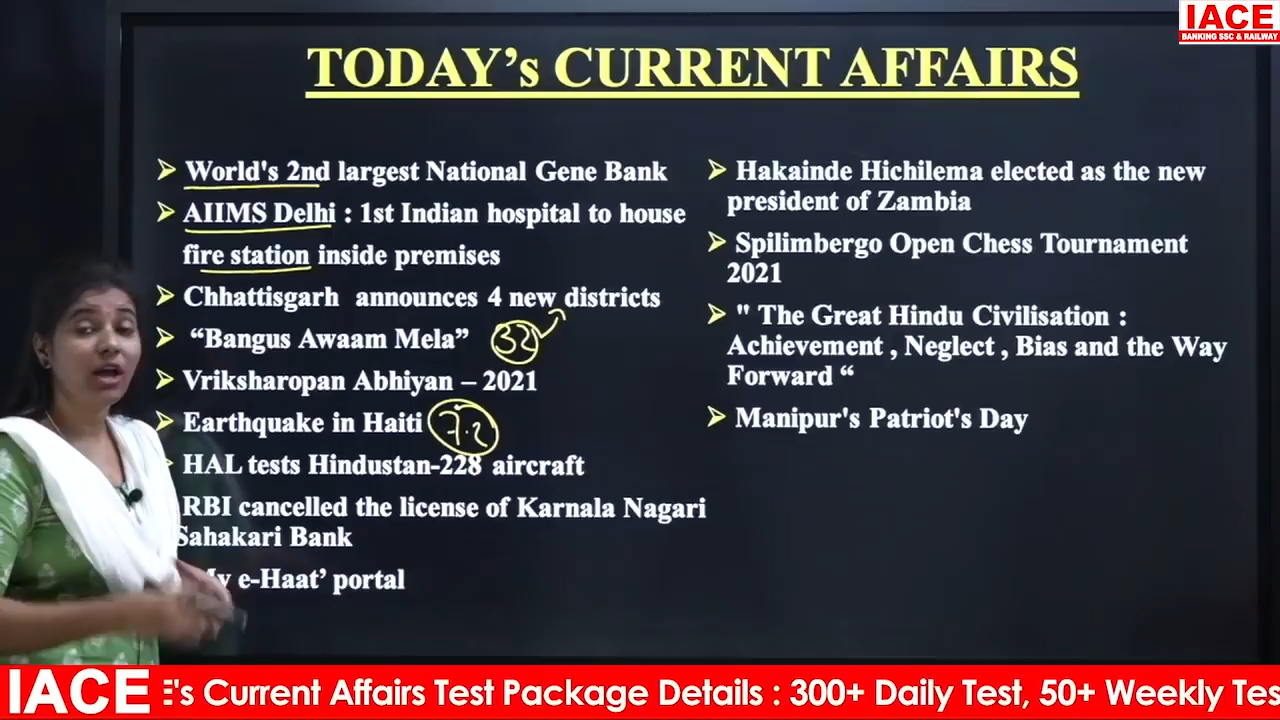 IACE
BANKING SSC & RAILWAY
TODAY's CURRENT AFFAIRS
➢ World's 2nd largest National Gene Bank
➢ AIIMS Delhi : 1st Indian hospital to house
fire station inside premises
➢ Chhattisgarh announces 4 new districts
➢ “Bangus Awaam Mela”
32
➢ Vriksharopan Abhiyan – 2021
➢ Earthquake in Haiti
7.2
HAL tests Hindustan-228 aircraft
RBI cancelled the license of Karnala Nagari
Sahakari Bank
e-Haat’ portal
➢ Hakainde Hichilema elected as the new
president of Zambia
➢ Spilimbergo Open Chess Tournament
2021
➢ " The Great Hindu Civilisation :
Achievement , Neglect , Bias and the Way
Forward “
➢ Manipur's Patriot's Day
IACE 's Current Affairs Test Package Details : 300+ Daily Test, 50+ Weekly Tes